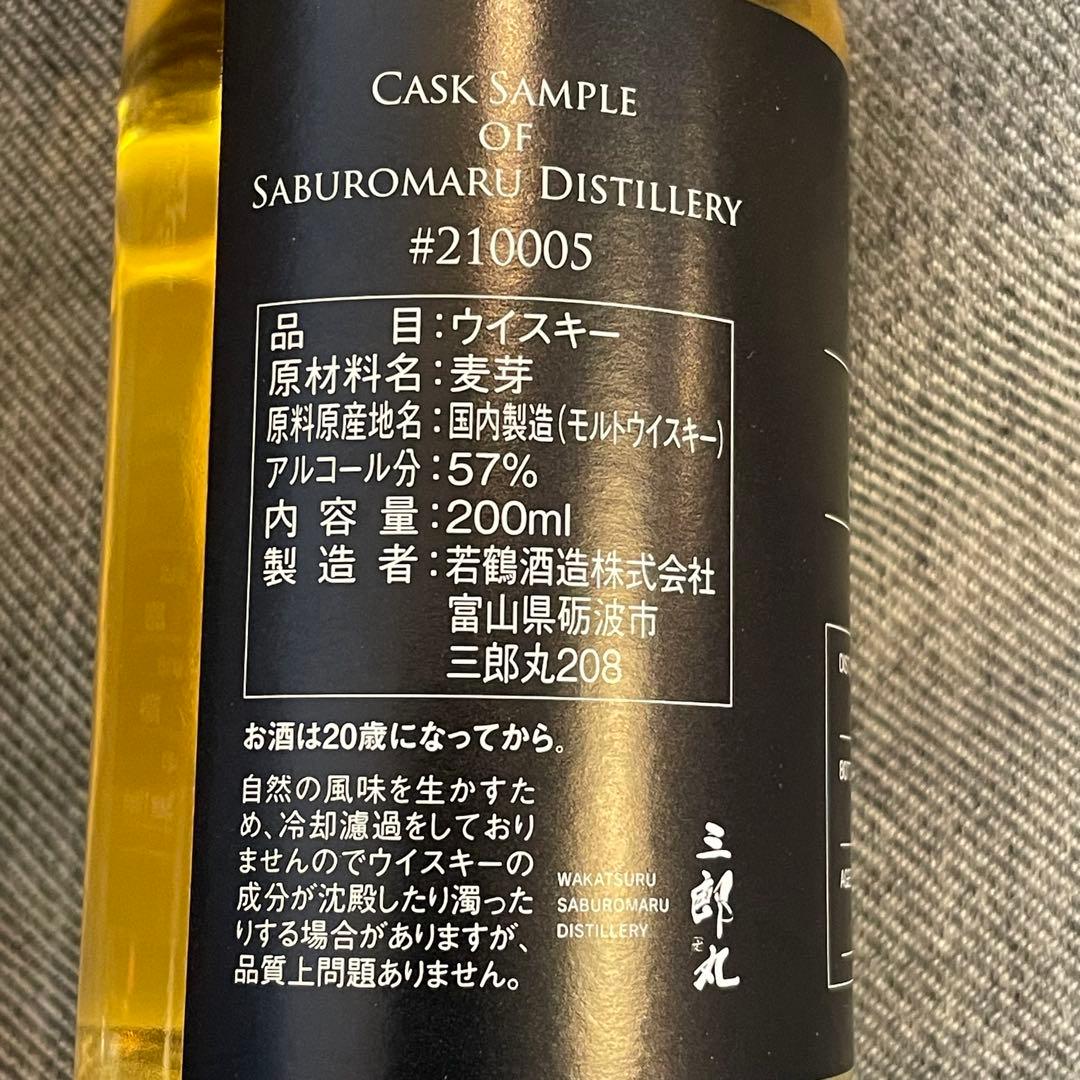 CASK SAMPLE
OF
SABUROMARU DISTILLERY
#210005
品 目：ウイスキー
原材料名：麦芽
原料原産地名：国内製造（モルトウイスキー）
アルコール分：57%
内 容 量：200ml
製 造 者：若鶴酒造株式会社
富山県砺波市
三郎丸208
お酒は20歳になってから。
自然の風味を生かすた
め、冷却濾過をしており
ませんのでウイスキーの
成分が沈殿したり濁った
りする場合がありますが、
品質上問題ありません。
WAKATSURU
SABUROMARU
DISTILLERY
三郎丸